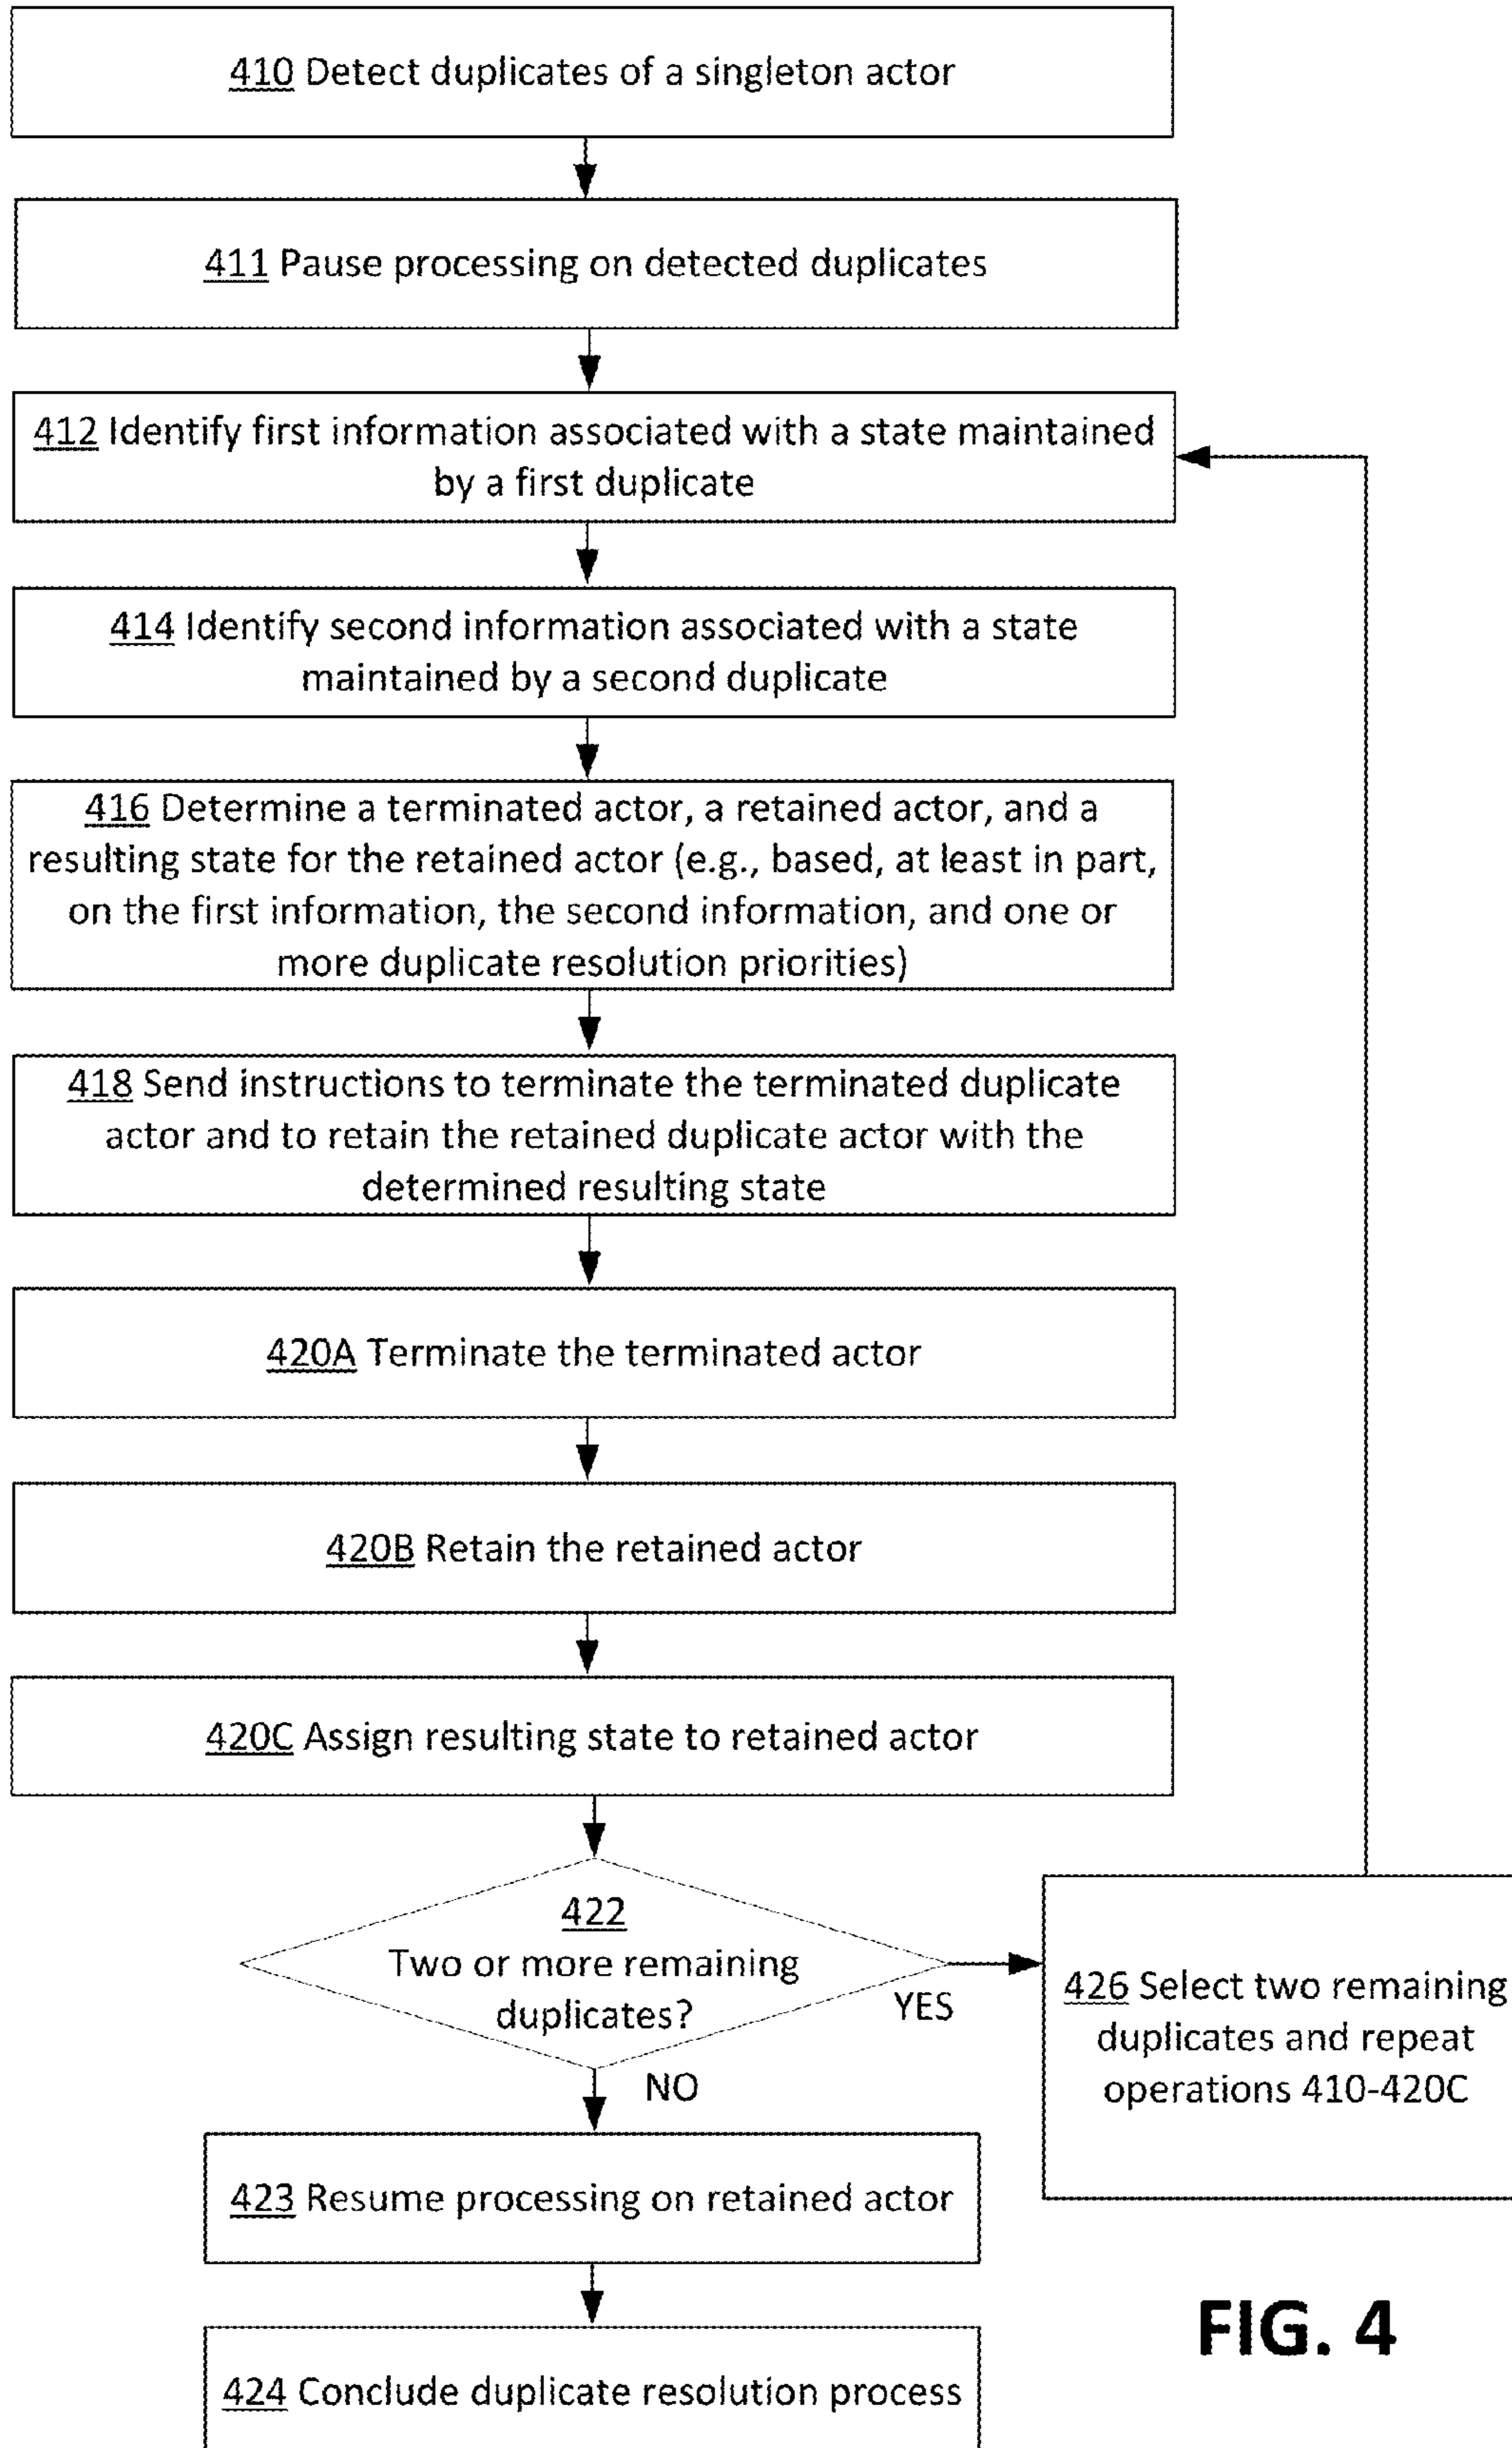 410 Detect duplicates of a singleton actor
411 Pause processing on detected duplicates
412 Identify first information associated with a state maintained
by a first duplicate
414 Identify second information associated with a state
maintained by a second duplicate
416 Determine a terminated actor, a retained actor, and a
resulting state for the retained actor (e.g., based, at least in part,
on the first information, the second information, and one or
more duplicate resolution priorities)
418 Send instructions to terminate the terminated duplicate
actor and to retain the retained duplicate actor with the
determined resulting state
420A Terminate the terminated actor
420B Retain the retained actor
420C Assign resulting state to retained actor
422
Two or more remaining
duplicates?
YES
426 Select two remaining
duplicates and repeat
operations 410-420C
NO
423 Resume processing on retained actor
424 Conclude duplicate resolution process
FIG. 4